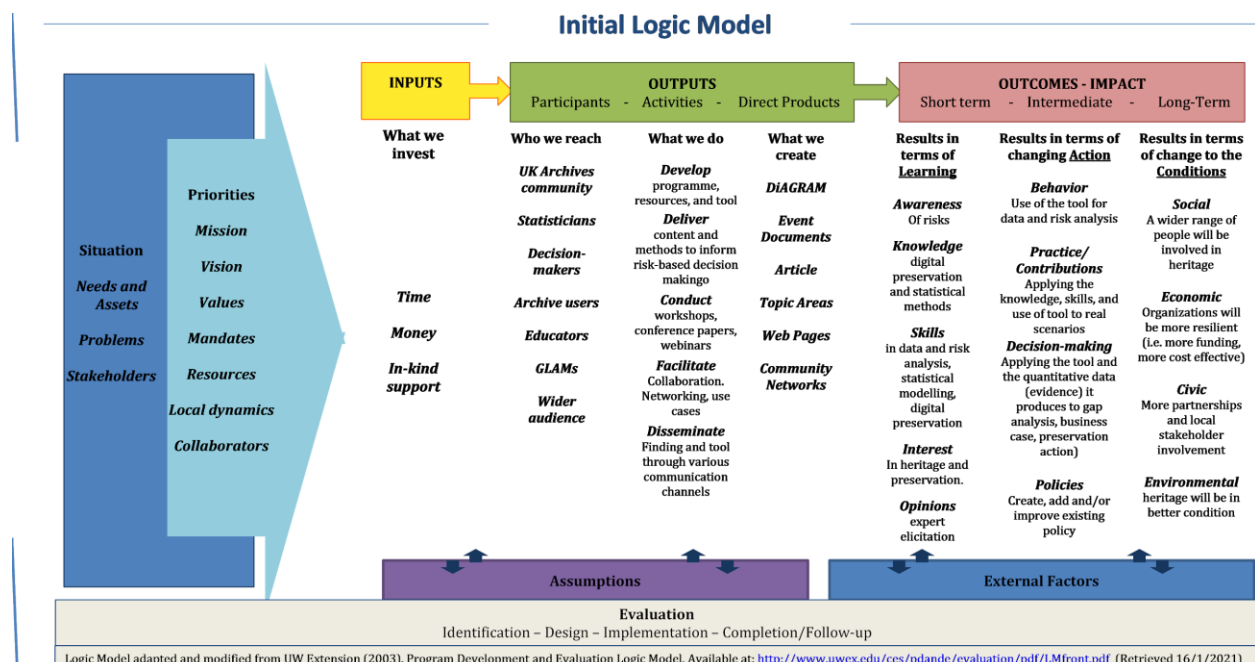 Initial Logic Model
Situation
Needs and
Assets
Problems
Stakeholders
Priorities
Mission
Vision
Values
Mandates
Resources
Local dynamics
Collaborators
INPUTS
What we
invest
Time
Money
In-kind
support
OUTPUTS
Participants - Activities - Direct Products
Who we reach
UK Archives
community
Statisticians
Decision-
makers
Archive users
Educators
GLAMs
Wider
audience
What we do
Develop
programme,
resources, and tool
Deliver
content and
methods to inform
risk-based decision
makingo
Conduct
workshops,
conference papers,
webinars
Facilitate
Collaboration.
Networking, use
cases
Disseminate
Finding and tool
through various
communication
channels
What we
create
DiAGRAM
Event
Documents
Article
Topic Areas
Web Pages
Community
Networks
OUTCOMES - IMPACT
Short term - Intermediate - Long-Term
Results in
terms of
Learning
Awareness
Of risks
Knowledge
digital
preservation
and statistical
methods
Skills
in data and risk
analysis,
statistical
modelling,
digital
preservation
Interest
In heritage and
preservation.
Opinions
expert
elicitation
Results in terms of
changing Action
Behavior
Use of the tool for
data and risk analysis
Practice/
Contributions
Applying the
knowledge, skills, and
use of tool to real
scenarios
Decision-making
Applying the tool and
the quantitative data
(evidence) it
produces to gap
analysis, business
case, preservation
action)
Policies
Create, add and/or
improve existing
policy
Results in terms
of change to the
Conditions
Social
A wider range of
people will be
involved in
heritage
Economic
Organizations will
be more resilient
(i.e. more funding,
more cost effective)
Civic
More partnerships
and local
stakeholder
involvement
Environmental
heritage will be in
better condition
Assumptions
External Factors
Evaluation
Identification – Design – Implementation – Completion/Follow-up
Logic Model adapted and modified from UW Extension (2003). Program Development and Evaluation Logic Model. Available at: http://www.uwex.edu/ces/pdande/evaluation/pdf/LMfront.pdf (Retrieved 16/1/2021)